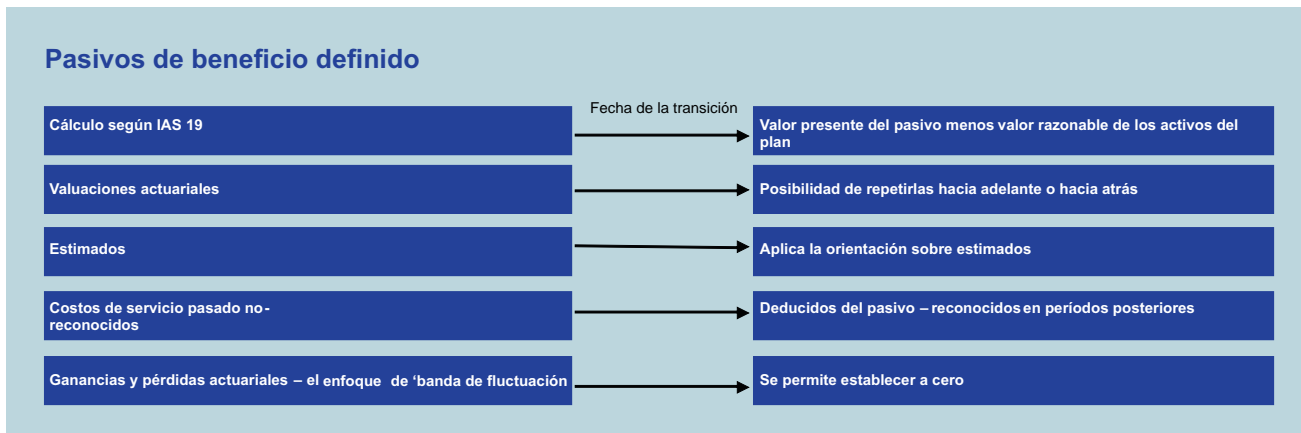 Pasivos de beneficio definido
Fecha de la transición
Cálculo según IAS 19
Valor presente del pasivo menos valor razonable de los activos del
plan
Valuaciones actuariales
Posibilidad de repetirlas hacia adelante o hacia atrás
Estimados
Aplica la orientación sobre estimados
Costos de servicio pasado no-
reconocidos
Deducidos del pasivo – reconocidos en períodos posteriores
Ganancias y pérdidas actuariales – el enfoque de ‘banda de fluctuación
Se permite establecer a cero